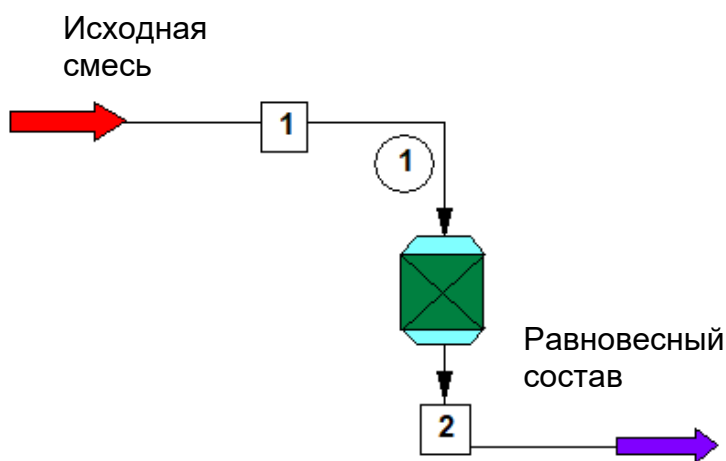 Исходная
смесь
1
1
Равновесный
состав
2